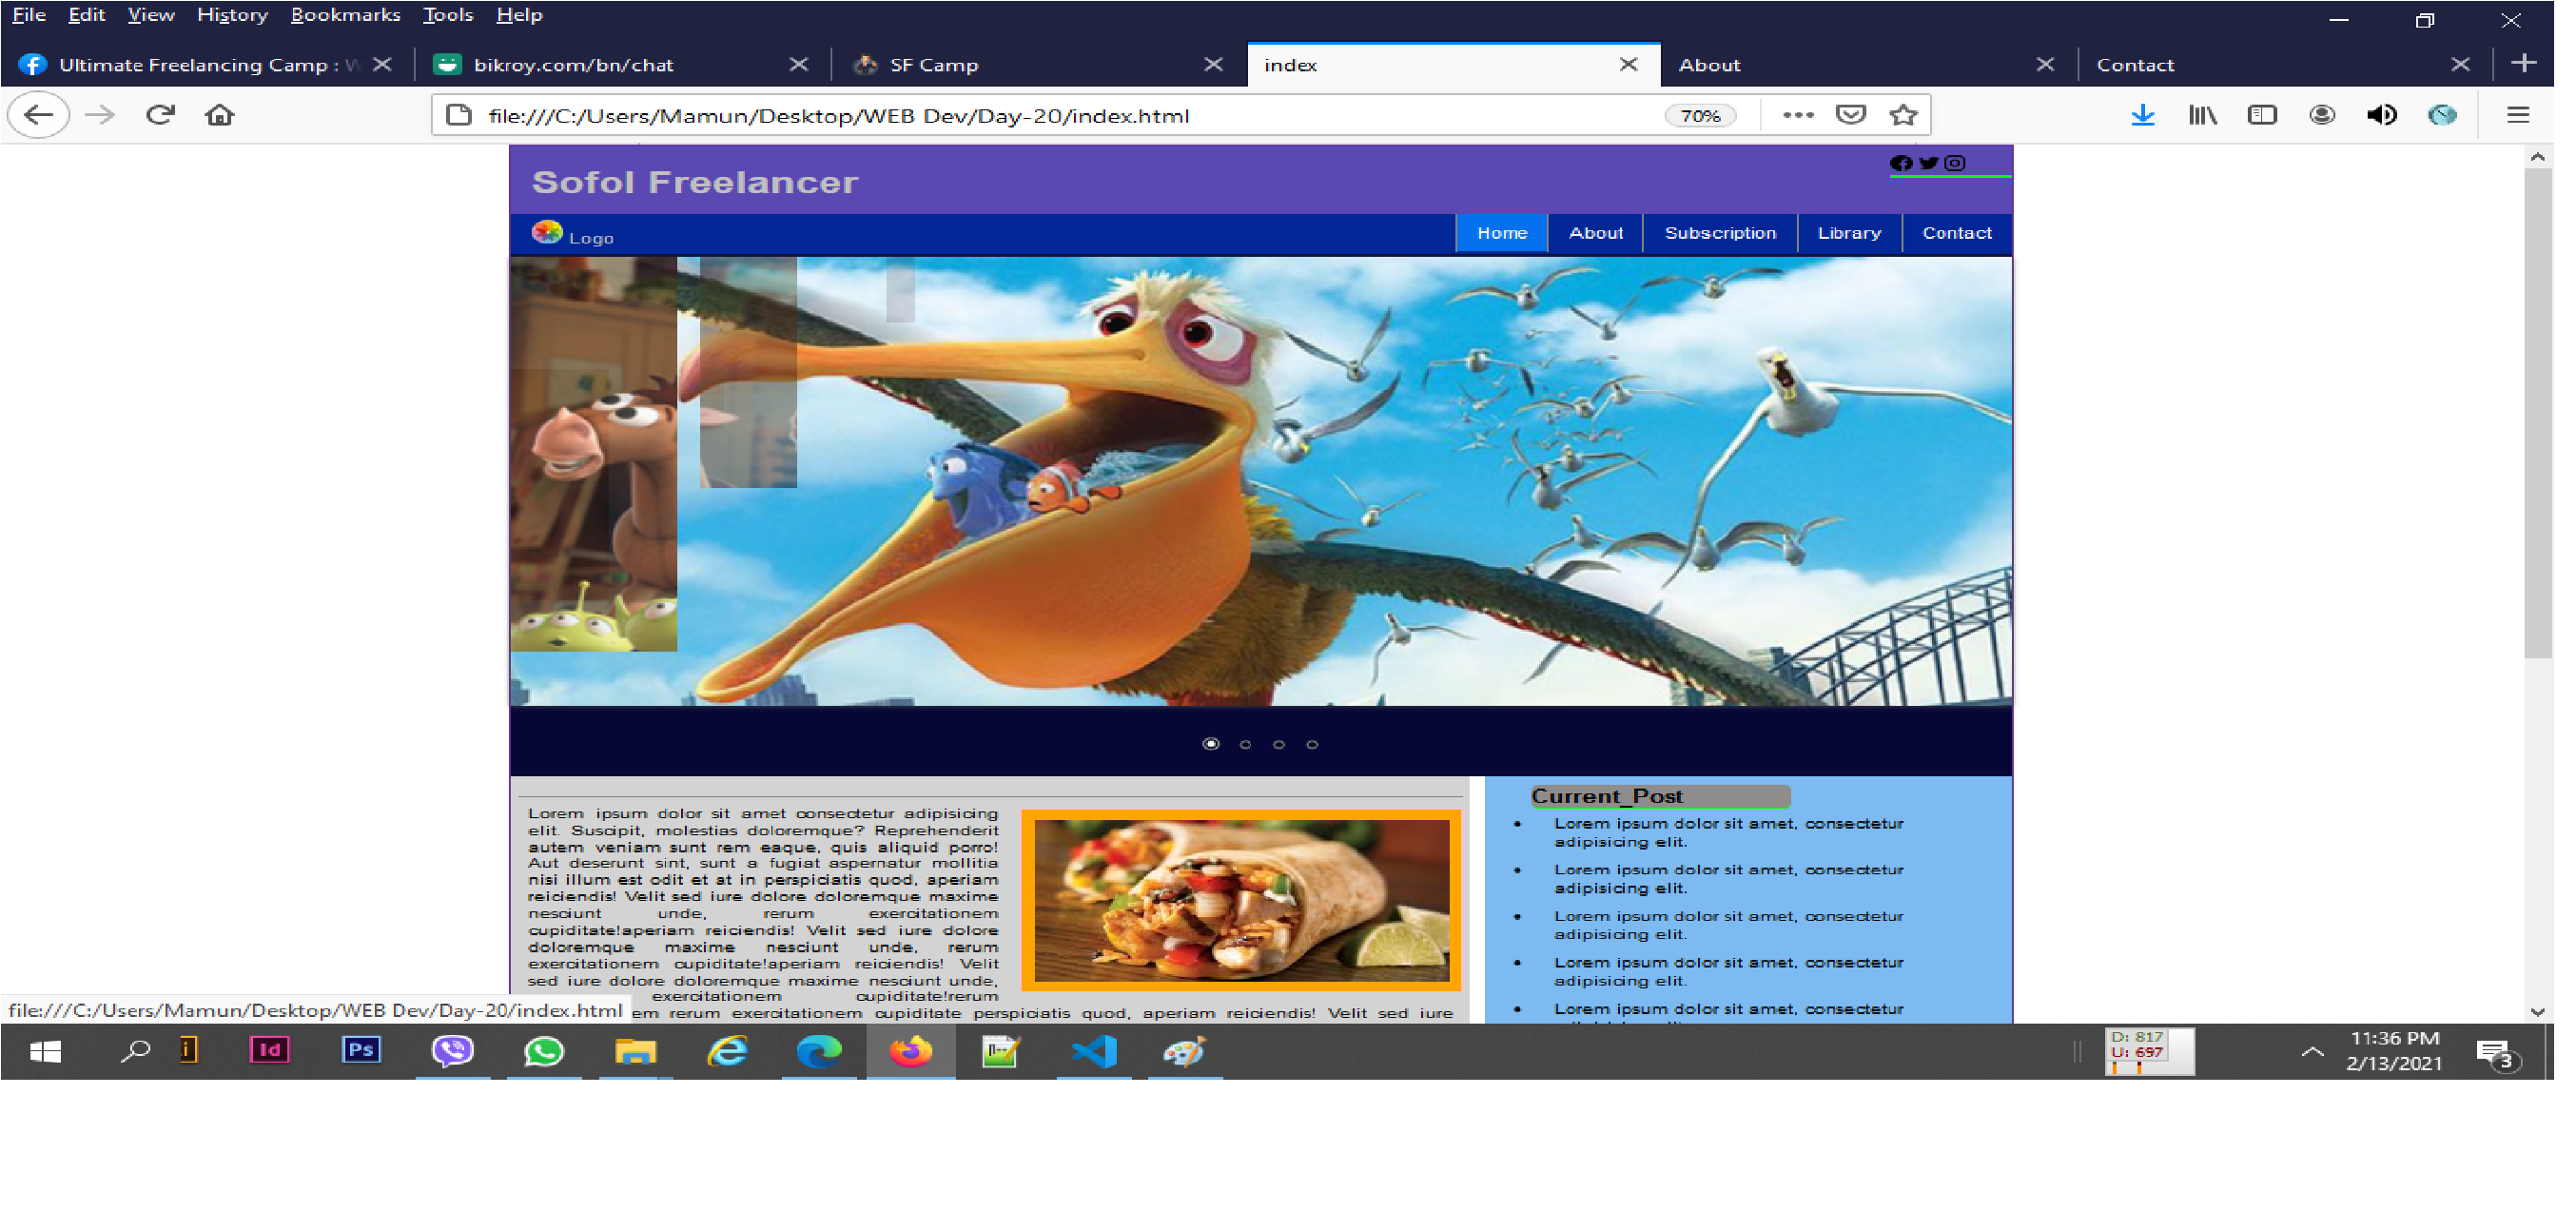 File Edit View History Bookmarks Tools Help
Ultimate Freelancing Camp : W
bikroy.com/bn/chat
SF Camp
index
About
Contact
file:///C:/Users/Mamun/Desktop/WEB Dev/Day-20/index.html
70%
Sofol Freelancer
Logo
Home About Subscription Library Contact
Lorem ipsum dolor sit amet consectetur adipisicing
elit. Suscipit, molestias doloremque? Reprehenderit
autem veniam sunt rem eaque, quis aliquid porro!
Aut deserunt sint, sunt a fugiat aspernatur mollitia
nisi illum est odit et at in perspiciatis quod, aperiam
reiciendis! Velit sed iure dolore doloremque maxime
nesciunt unde, rerum exercitationem
cupiditate!aperiam reiciendis! Velit sed iure dolore
doloremque maxime nesciunt unde, rerum
exercitationem cupiditate!aperiam reiciendis! Velit
sed iure dolore doloremque maxime nesciunt unde,
exercitationem cupiditate!rerum
em rerum exercitationem cupiditate perspiciatis quod, aperiam reiciendis! Velit sed iure
Current_Post
Lorem ipsum dolor sit amet, consectetur
adipisicing elit.
Lorem ipsum dolor sit amet, consectetur
adipisicing elit.
Lorem ipsum dolor sit amet, consectetur
adipisicing elit.
Lorem ipsum dolor sit amet, consectetur
adipisicing elit.
Lorem ipsum dolor sit amet, consectetur
file:///C:/Users/Mamun/Desktop/WEB Dev/Day-20/index.html
Id
Ps
D: 817
U: 697
11:36 PM
2/13/2021
3